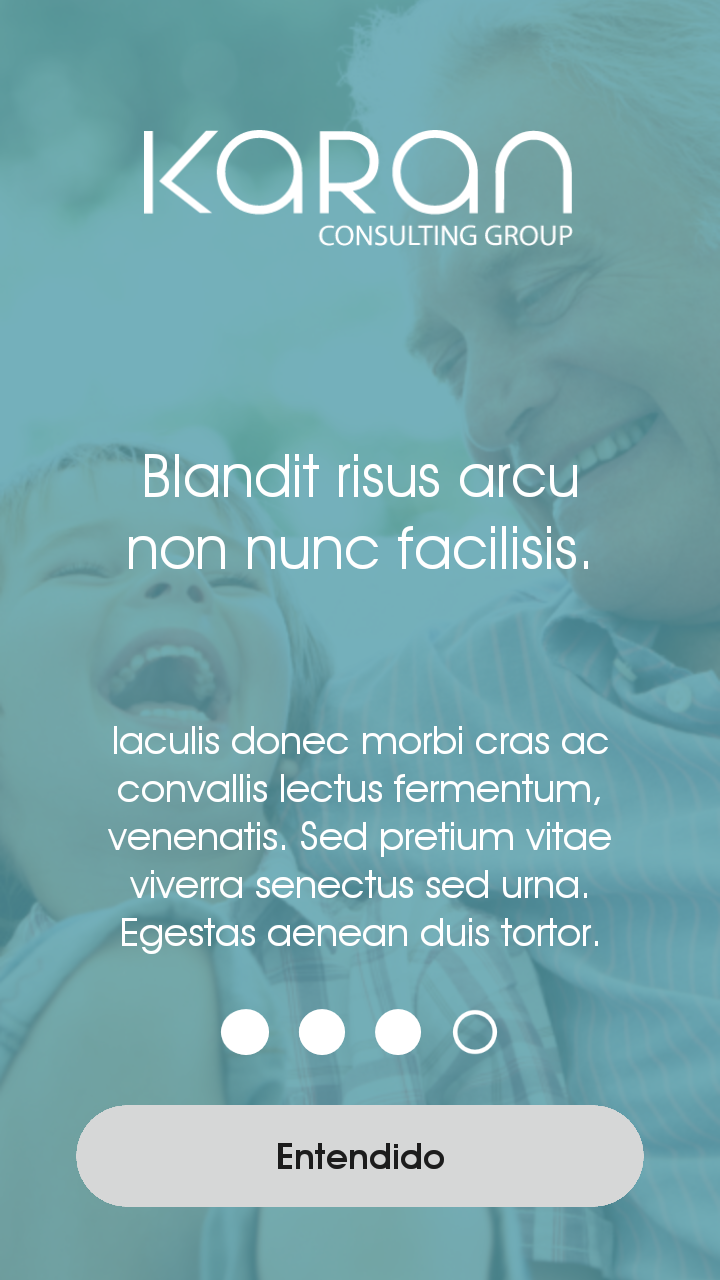 KARAN
CONSULTING GROUP
Blandit risus arcu
non nunc facilisis.
Iaculis donec morbi cras ac
convallis lectus fermentum,
venenatis. Sed pretium vitae
viverra senectus sed urna.
Egestas aenean duis tortor.
Entendido